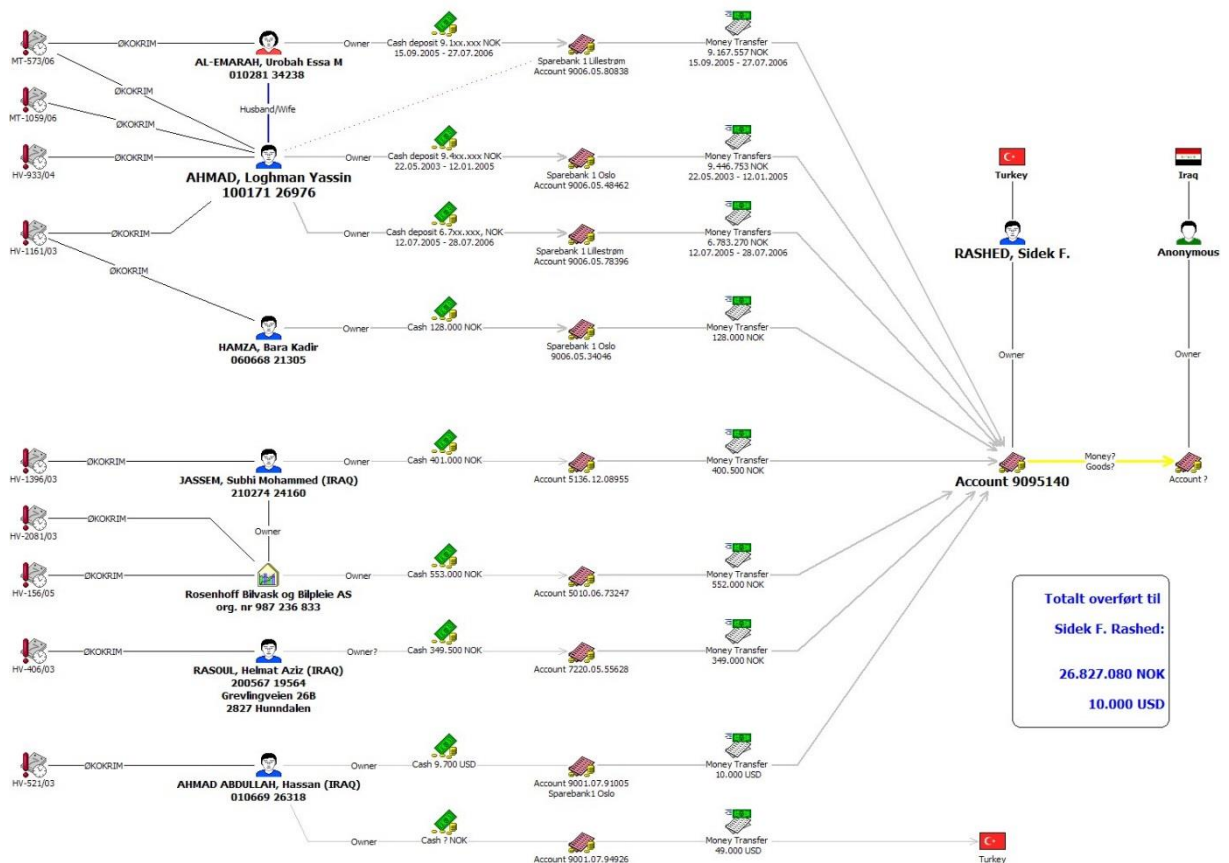 MT-573/06
ØKOKRIM
AL-EMARAH, Urobah Essa M
010281 34238
Owner
Cash deposit 9.1xx.xxx NOK
15.09.2005 - 27.07.2006
Sparebank 1 Lillestrøm
Account 9006.05.80838
Money Transfer
9.167.557 NOK
15.09.2005 - 27.07.2006
ØKOKRIM
Husband/Wife
MT-1059/06
ØKOKRIM
HV-933/04
ØKOKRIM
AHMAD, Loghman Yassin
100171 26976
Owner
Cash deposit 9.4xx.xxx NOK
22.05.2003 - 12.01.2005
Sparebank 1 Oslo
Account 9006.05.48462
Money Transfers
9.446.753 NOK
22.05.2003 - 12.01.2005
Turkey
Iraq
HV-1161/03
ØKOKRIM
Owner
Cash deposit 6.7xx.xxx, NOK
12.07.2005 - 28.07.2006
Sparebank 1 Lillestrøm
Account 9006.05.78396
Money Transfers
6.783.270 NOK
12.07.2005 - 28.07.2006
RASHED, Sidek F.
Anonymous
ØKOKRIM
HAMZA, Bara Kadir
060668 21305
Owner
Cash 128.000 NOK
Sparebank 1 Oslo
9006.05.34046
Money Transfer
128.000 NOK
Owner
Owner
HV-1396/03
ØKOKRIM
JASSEM, Subhi Mohammed (IRAQ)
210274 24160
Owner
Cash 401.000 NOK
Account 5136.12.08955
Money Transfer
400.500 NOK
Account 9095140
Money?
Goods?
Account ?
HV-2081/03
ØKOKRIM
Owner
HV-156/05
ØKOKRIM
Rosenhoff Bilvask og Bilpleie AS
org. nr 987 236 833
Owner
Cash 553.000 NOK
Account 5010.06.73247
Money Transfer
552.000 NOK
Totalt overført til
Sidek F. Rashed:
26.827.080 NOK
10.000 USD
HV-406/03
ØKOKRIM
RASOUL, Helmat Aziz (IRAQ)
200567 19564
Grevlingveien 26B
2827 Hunndalen
Owner?
Cash 349.500 NOK
Account 7220.05.55628
Money Transfer
349.000 NOK
HV-521/03
ØKOKRIM
AHMAD ABDULLAH, Hassan (IRAQ)
010669 26318
Owner
Cash 9.700 USD
Account 9001.07.91005
Sparebank1 Oslo
Money Transfer
10.000 USD
Owner
Cash ? NOK
Account 9001.07.94926
Money Transfer
49.000 USD
Turkey